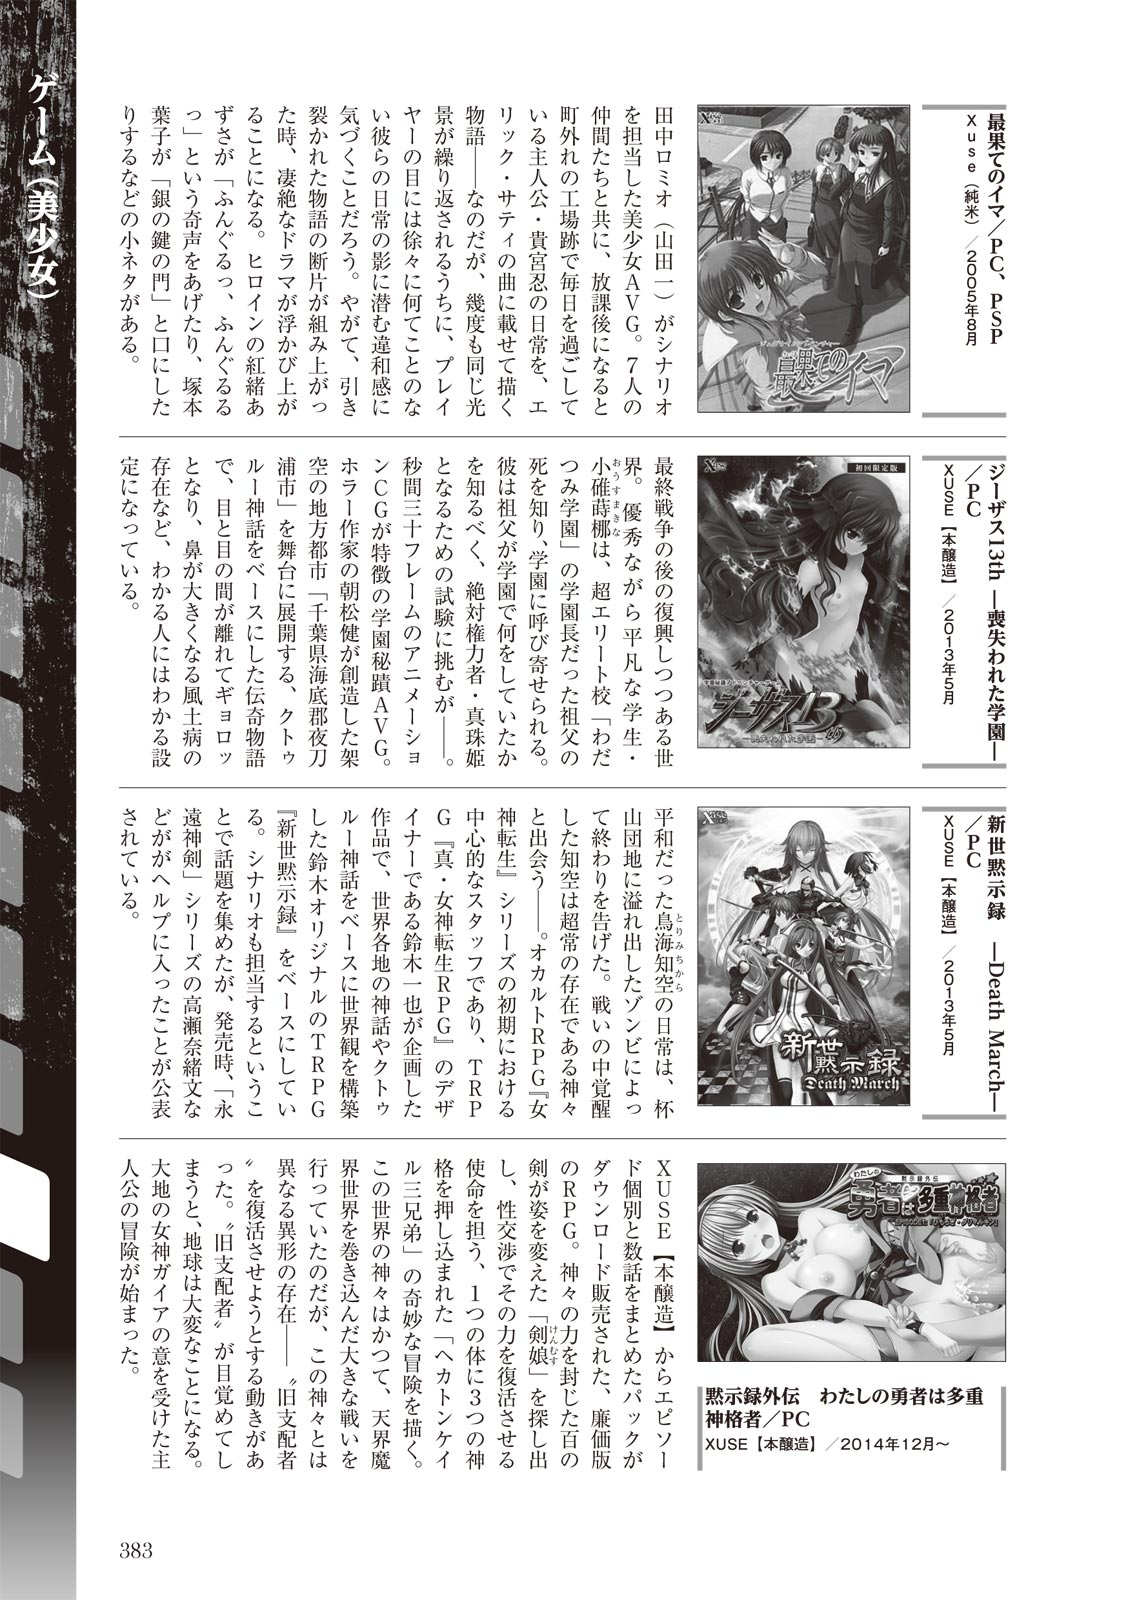 ゲーム(美少女)
最果てのイマ／PC、PSP
Xuse（純米）／2005年8月
Xuse
最果てのイマ
田中ロミオ（山田一）がシナリオ
を担当した美少女AVG。7人の
仲間たちと共に、放課後になると
町外れの工場跡で毎日を過ごして
いる主人公・貴宮忍の日常を、エ
リック・サティの曲に載せて描く
物語――なのだが、幾度も同じ光
景が繰り返されるうちに、プレイ
ヤーの目には徐々に何てことのな
い彼らの日常の影に潜む違和感に
気づくことだろう。やがて、引き
裂かれた物語の断片が組み上がっ
た時、凄絶なドラマが浮かび上が
ることになる。ヒロインの紅緒あ
ずさが「ふんぐるっ、ふんぐるる
っ」という奇声をあげたり、塚本
葉子が「銀の鍵の門」と口にした
りするなどの小ネタがある。
ジーザス13th ―喪失われた学園―
／PC
XUSE【本醸造】／2013年5月
Xuse
初回限定版
ジーザス13th
―喪失われた学園―
最終戦争の後の復興しつつある世
界。優秀ながら平凡な学生・
小碓蒔梛は、超エリート校「わだ
おうすまきな
つみ学園」の学園長だった祖父の
死を知り、学園に呼び寄せられる。
彼は祖父が学園で何をしていたか
を知るべく、絶対権力者・真珠姫
となるための試験に挑むが――。
秒間三十フレームのアニメーショ
ンCGが特徴の学園秘蹟AVG。
ホラー作家の朝松健が創造した架
空の地方都市「千葉県海底郡夜刀
浦市」を舞台に展開する、クトゥ
ルー神話をベースにした伝奇物語
で、目と目の間が離れてギョロッ
となり、鼻が大きくなる風土病の
存在など、わかる人にはわかる設
定になっている。
新世黙示録 ―Death March―
／PC
XUSE【本醸造】／2013年5月
Xuse
新世黙示録
Death March
平和だった鳥海知空の日常は、杯
とりみちから
山団地に溢れ出したゾンビによっ
て終わりを告げた。戦いの中覚醒
した知空は超常の存在である神々
と出会う――。オカルトRPG『女
神転生』シリーズの初期における
中心的なスタッフであり、TRP
G『真・女神転生RPG』のデザ
イナーである鈴木一也が企画した
作品で、世界各地の神話やクトゥ
ルー神話をベースに世界観を構築
した鈴木オリジナルのTRPG
『新世黙示録』をベースにしてい
る。シナリオも担当するというこ
とで話題を集めたが、発売時、「永
遠神剣」シリーズの高瀬奈緒文な
どががヘルプに入ったことが公表
されている。
黙示録外伝
わたしの
勇者は多重神格者
黙示録外伝　わたしの勇者は多重
神格者／PC
XUSE【本醸造】／2014年12月～
XUSE【本醸造】からエピソー
ド個別と数話をまとめたパックが
ダウンロード販売された、廉価版
のRPG。神々の力を封じた百の
剣が姿を変えた「剣娘」を探し出
けんむす
し、性交渉でその力を復活させる
使命を担う、1つの体に3つの神
格を押し込まれた「ヘカトンケイ
ル三兄弟」の奇妙な冒険を描く。
この世界の神々はかつて、天界魔
界世界を巻き込んだ大きな戦いを
行っていたのだが、この神々とは
異なる異形の存在――〝旧支配者
〟を復活させようとする動きがあ
った。〝旧支配者〟が目覚めてし
まうと、地球は大変なことになる。
大地の女神ガイアの意を受けた主
人公の冒険が始まった。
383